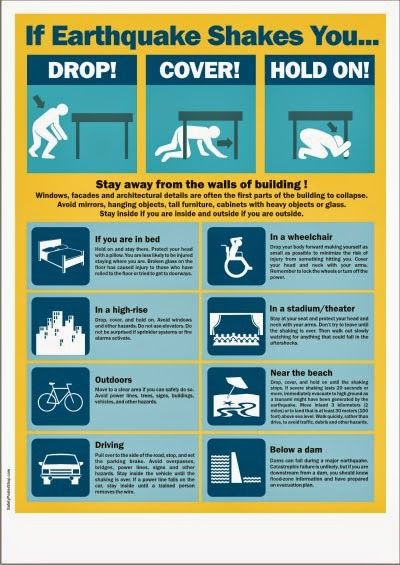 If Earthquake Shakes You...
DROP! COVER! HOLD ON!
Stay away from the walls of building !
Windows, facades and architectural details are often the first parts of the building to collapse.
Avoid mirrors, hanging objects, tall furniture, cabinets with heavy objects or glass.
Stay inside if you are inside and outside if you are outside.
If you are in bed
Hold on and stay there. Protect your head
with a pillow. You are less likely to be injured
staying where you are. Broken glass on the
floor has caused injury to those who have
rolled to the floor or tried to get to doorways.
In a wheelchair
Drop your body forward making yourself as
small as possible to minimize the risk of
injury from something hitting you. Cover
your head and neck with your arms.
Remember to lock the wheels or turn off the
power.
In a high-rise
Drop, cover, and hold on. Avoid windows
and other hazards. Do not use elevators. Do
not be surprised if sprinkler systems or fire
alarms activate.
In a stadium/theater
Stay at your seat and protect your head and
neck with your arms. Don't try to leave until
the shaking is over. Then walk out slowly
watching for anything that could fall in the
aftershocks.
Outdoors
Move to a clear area if you can safely do so.
Avoid power lines, trees, signs, buildings,
vehicles, and other hazards.
Near the beach
Drop, cover, and hold on until the shaking
stops. If severe shaking lasts 20 seconds or
more, immediately evacuate to high ground as
a tsunami might have been generated by the
earthquake. Move inland 3 kilometers (2
miles) or to land that is at least 30 meters (100
feet) above sea level. Walk quickly, rather than
drive, to avoid traffic, debris and other hazards.
Driving
Pull over to the side of the road, stop, and set
the parking brake. Avoid overpasses,
bridges, power lines, signs and other
hazards. Stay inside the vehicle until the
shaking is over. If a power line falls on the
car, stay inside until a trained person
removes the wire.
Below a dam
Dams can fail during a major earthquake.
Catastrophic failure is unlikely, but if you are
downstream from a dam, you should know
flood-zone information and have prepared
an evacuation plan.
SafetyPosterShop.com